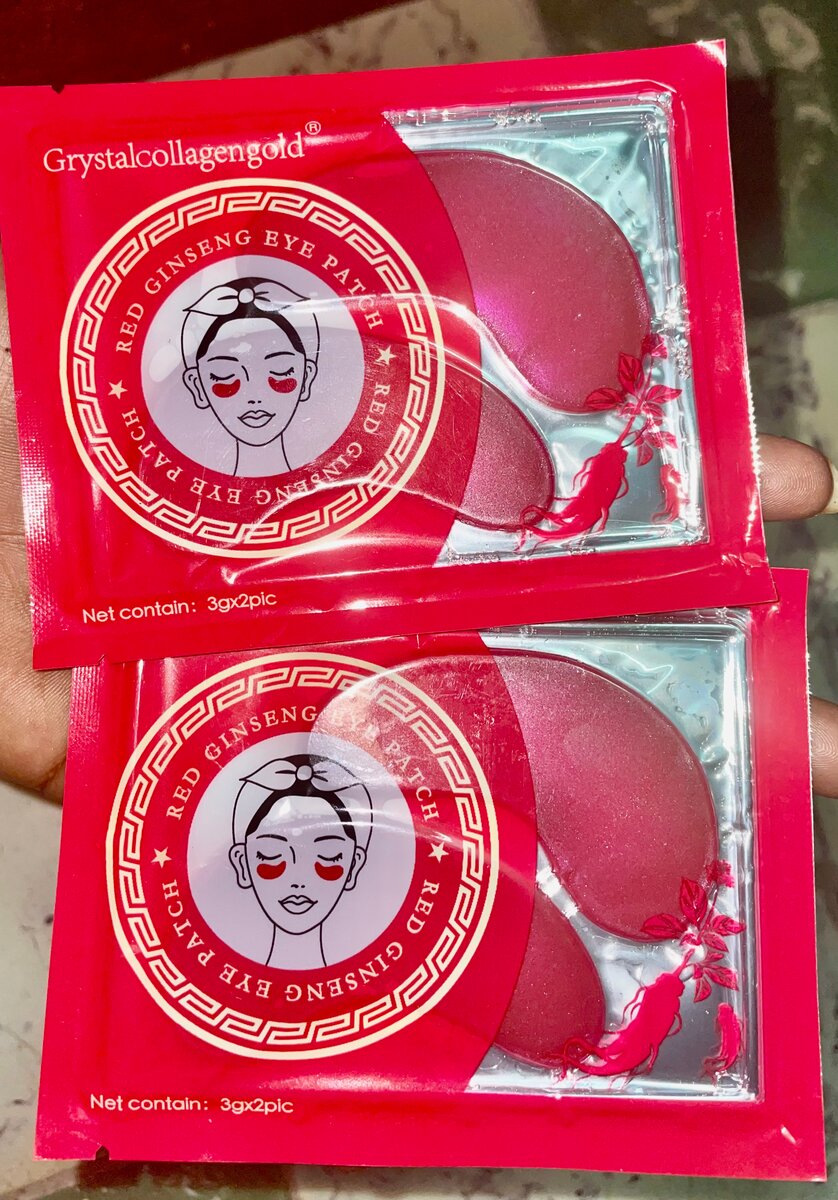 Grystalcollagengold®
RED GINSENG EYE PATCH ★ RED GINSENG EYE PATCH ★
Net contain: 3gx2pic
RED GINSENG EYE PATCH ★ RED GINSENG EYE PATCH ★
Net contain: 3gx2pic